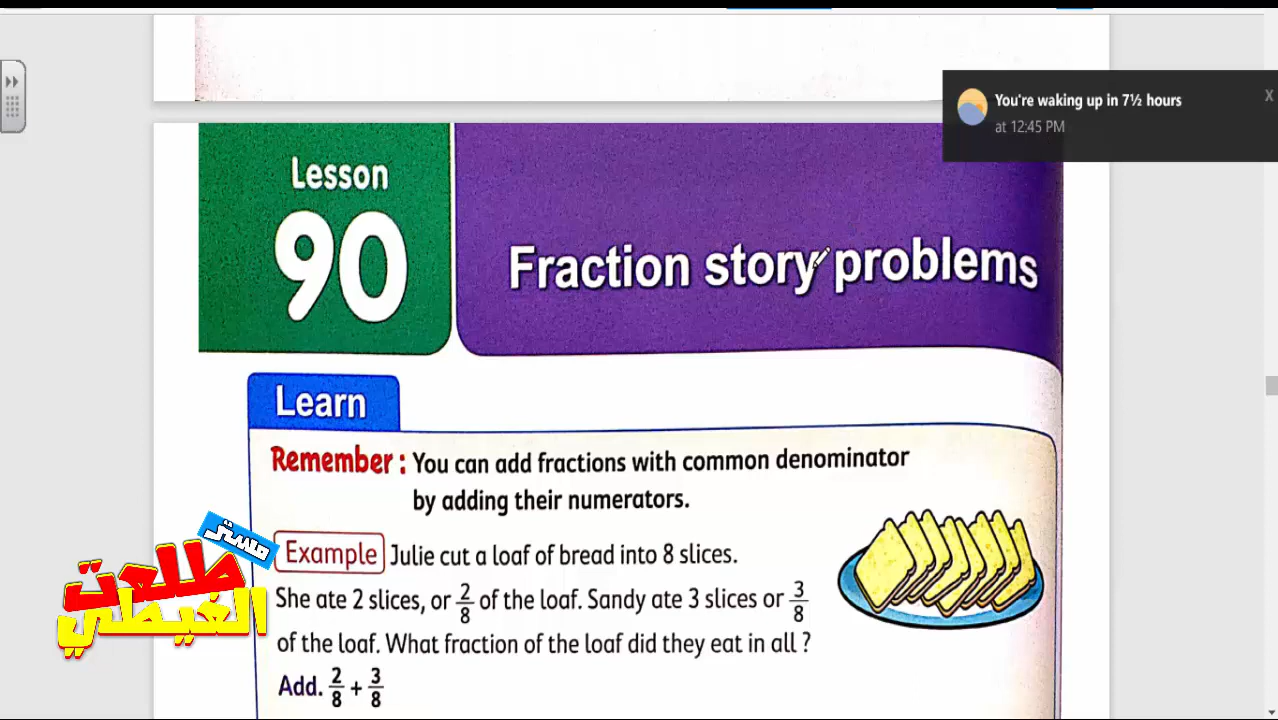 You're waking up in 7½ hours
at 12:45 PM
X
Lesson
90
Fraction story problems
Learn
Remember : You can add fractions with common denominator
by adding their numerators.
Example Julie cut a loaf of bread into 8 slices.
She ate 2 slices, or 2/8 of the loaf. Sandy ate 3 slices or 3/8
of the loaf. What fraction of the loaf did they eat in all ?
Add. 2/8 + 3/8
مستر
طلعت
الغيطي